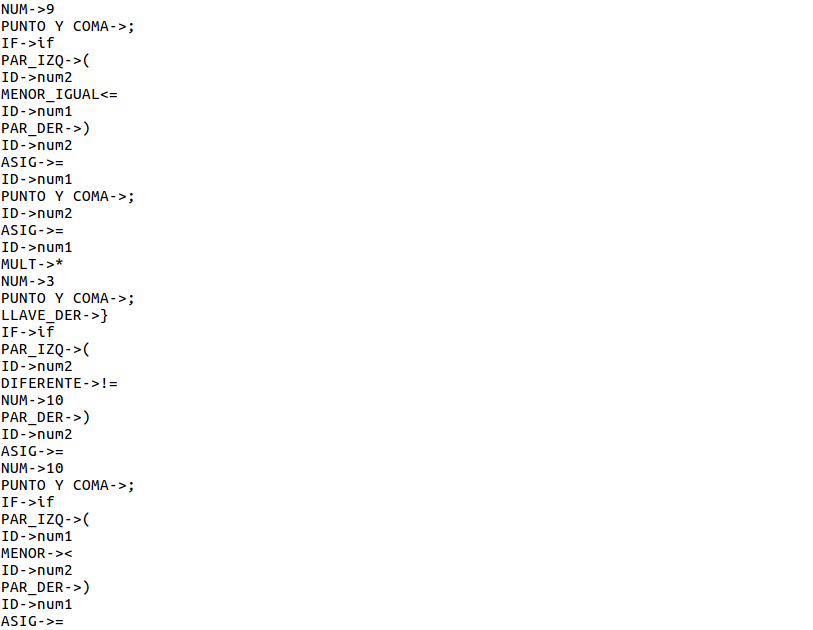 NUM->9
PUNTO Y COMA->;
IF->if
PAR_IZQ->(
ID->num2
MENOR_IGUAL<=
ID->num1
PAR_DER->)
ID->num2
ASIG->=
ID->num1
PUNTO Y COMA->;
ID->num2
ASIG->=
ID->num1
MULT->*
NUM->3
PUNTO Y COMA->;
LLAVE_DER->}
IF->if
PAR_IZQ->(
ID->num2
DIFERENTE->!=
NUM->10
PAR_DER->)
ID->num2
ASIG->=
NUM->10
PUNTO Y COMA->;
IF->if
PAR_IZQ->(
ID->num1
MENOR-><
ID->num2
PAR_DER->)
ID->num1
ASIG->=